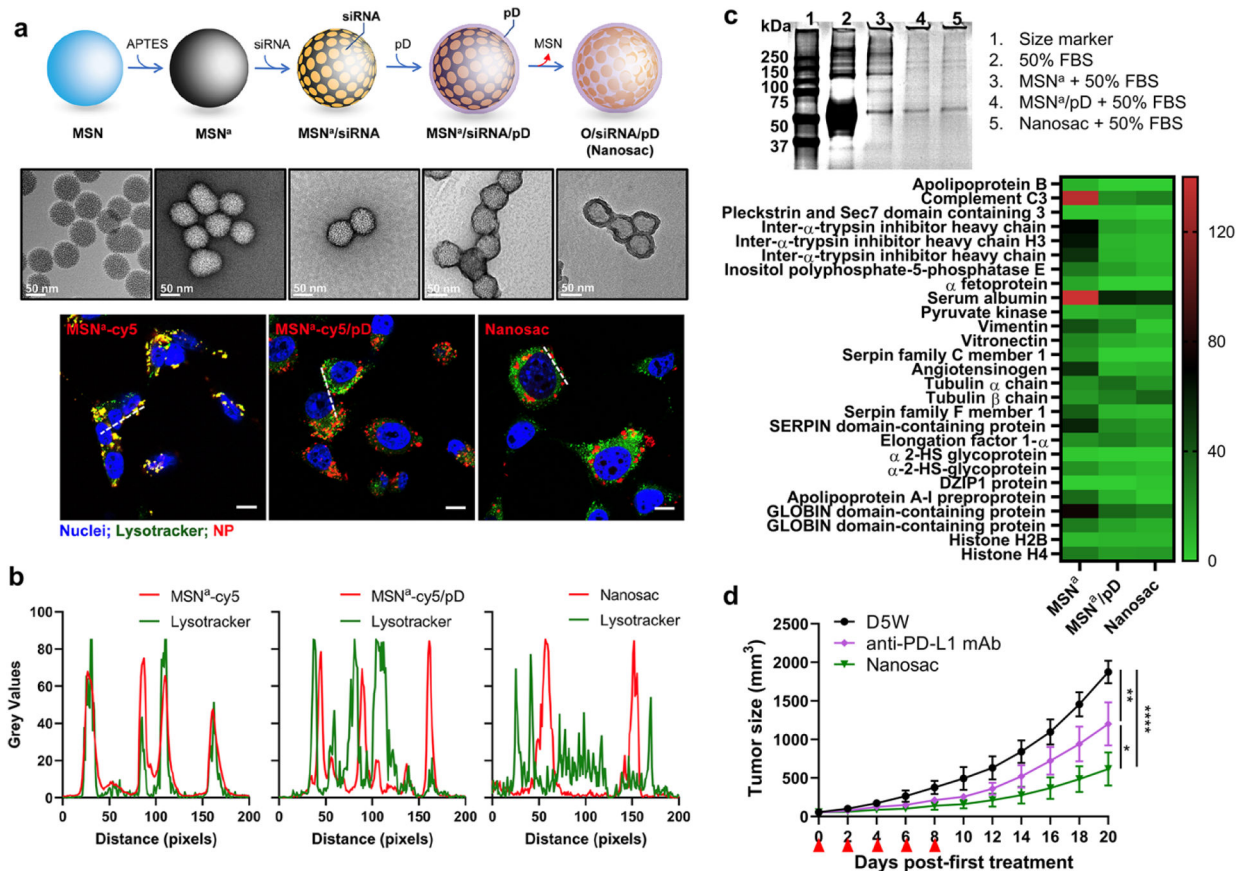 a
APTES
siRNA
siRNA
pD
pD
MSN
MSN
MSNᵃ
MSNᵃ/siRNA
MSNᵃ/siRNA/pD
O/siRNA/pD
(Nanosac)
50 nm
50 nm
50 nm
50 nm
50 nm
MSNᵃ-cy5
MSNᵃ-cy5/pD
Nanosac
Nuclei; Lysotracker; NP
b
MSNᵃ-cy5
Lysotracker
MSNᵃ-cy5/pD
Lysotracker
Nanosac
Lysotracker
Grey Values
100
80
60
40
20
0
0 50 100 150 200
0 50 100 150 200
0 50 100 150 200
Distance (pixels)
Distance (pixels)
Distance (pixels)
c
kDa 1 2 3 4 5
250
150
100
75
50
37
1. Size marker
2. 50% FBS
3. MSNᵃ + 50% FBS
4. MSNᵃ/pD + 50% FBS
5. Nanosac + 50% FBS
Apolipoprotein B
Complement C3
Pleckstrin and Sec7 domain containing 3
Inter-α-trypsin inhibitor heavy chain
Inter-α-trypsin inhibitor heavy chain H3
Inter-α-trypsin inhibitor heavy chain
Inositol polyphosphate-5-phosphatase E
α fetoprotein
Serum albumin
Pyruvate kinase
Vimentin
Vitronectin
Serpin family C member 1
Angiotensinogen
Tubulin α chain
Tubulin β chain
Serpin family F member 1
SERPIN domain-containing protein
Elongation factor 1-α
α 2-HS glycoprotein
α-2-HS-glycoprotein
DZIP1 protein
Apolipoprotein A-I preproprotein
GLOBIN domain-containing protein
GLOBIN domain-containing protein
Histone H2B
Histone H4
120
80
40
0
MSNᵃ
MSNᵃ/pD
Nanosac
d
D5W
anti-PD-L1 mAb
Nanosac
Tumor size (mm³)
2500
2000
1500
1000
500
0
0 2 4 6 8 10 12 14 16 18 20
Days post-first treatment
**
*
****